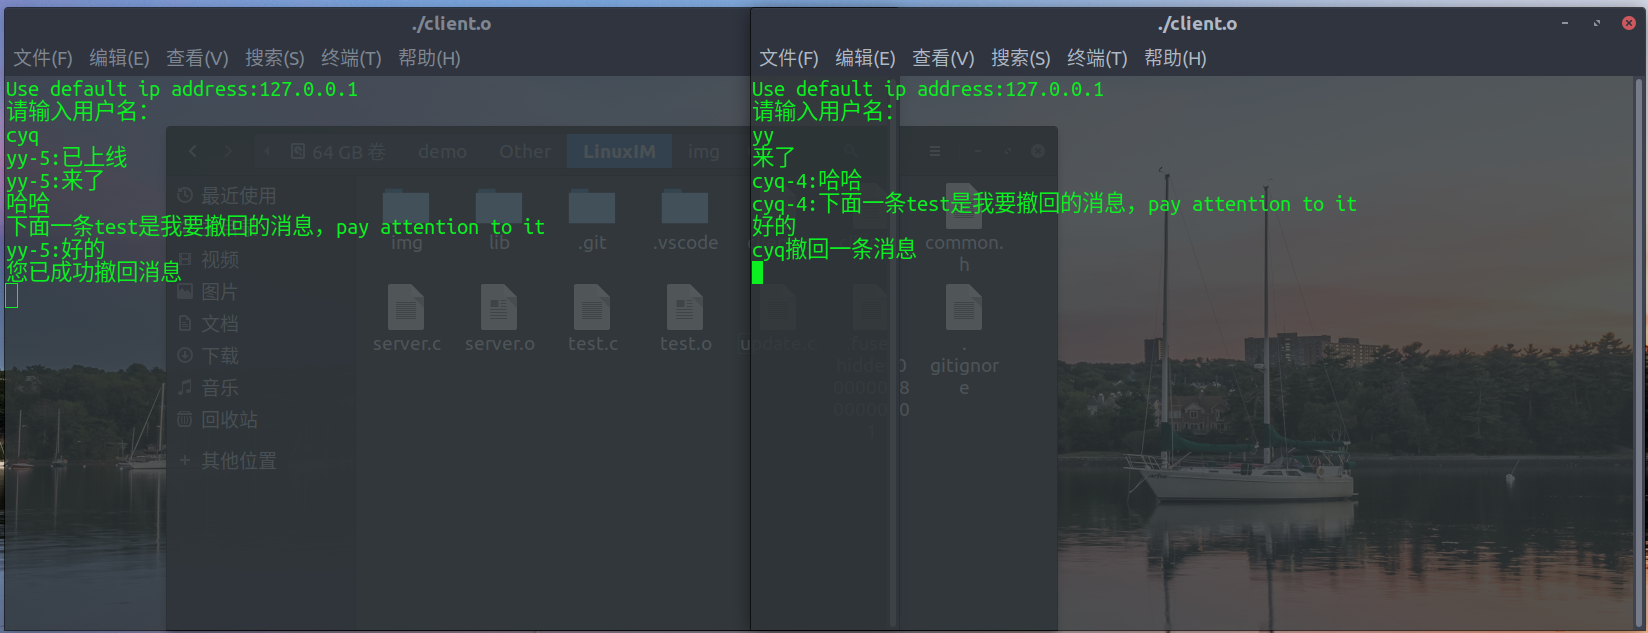 ./client.o
文件(F) 编辑(E) 查看(V) 搜索(S) 终端(T) 帮助(H)
Use default ip address:127.0.0.1
请输入用户名：
cyq
yy-5:已上线
yy-5:来了
哈哈
下面一条test是我要撤回的消息，pay attention to it
yy-5:好的
您已成功撤回消息
./client.o
文件(F) 编辑(E) 查看(V) 搜索(S) 终端(T) 帮助(H)
Use default ip address:127.0.0.1
请输入用户名：
yy
来了
cyq-4:哈哈
cyq-4:下面一条test是我要撤回的消息，pay attention to it
好的
cyq撤回一条消息
64 GB 卷 demo Other LinuxIM img
最近使用
视频
图片
文档
下载
音乐
回收站
其他位置
img lib .git .vscode common.
h
server.c server.o test.c test.o update.c .
gitignor
e